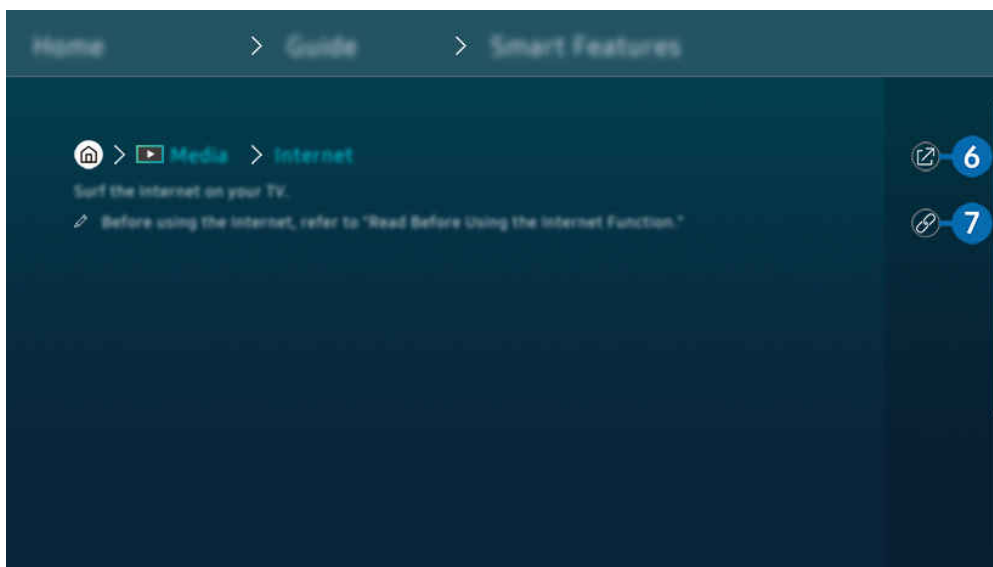 Home > Guide > Smart Features
> Media > Internet
Surf the Internet on your TV.
Before using the Internet, refer to "Read Before Using the Internet Function."
6
7